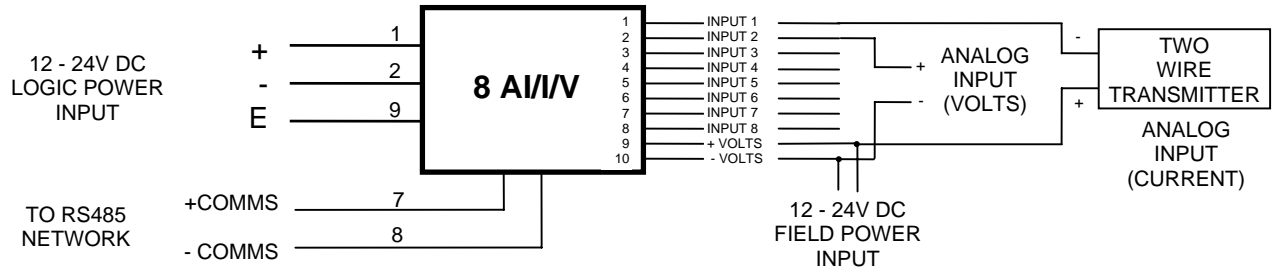 12 - 24V DC
LOGIC POWER
INPUT
+
-
E
1
2
9
8 AI/I/V
1
2
3
4
5
6
7
8
9
10
INPUT 1
INPUT 2
INPUT 3
INPUT 4
INPUT 5
INPUT 6
INPUT 7
INPUT 8
+ VOLTS
- VOLTS
+
-
ANALOG
INPUT
(VOLTS)
-
+
TWO
WIRE
TRANSMITTER
ANALOG
INPUT
(CURRENT)
12 - 24V DC
FIELD POWER
INPUT
TO RS485
NETWORK
+COMMS
- COMMS
7
8